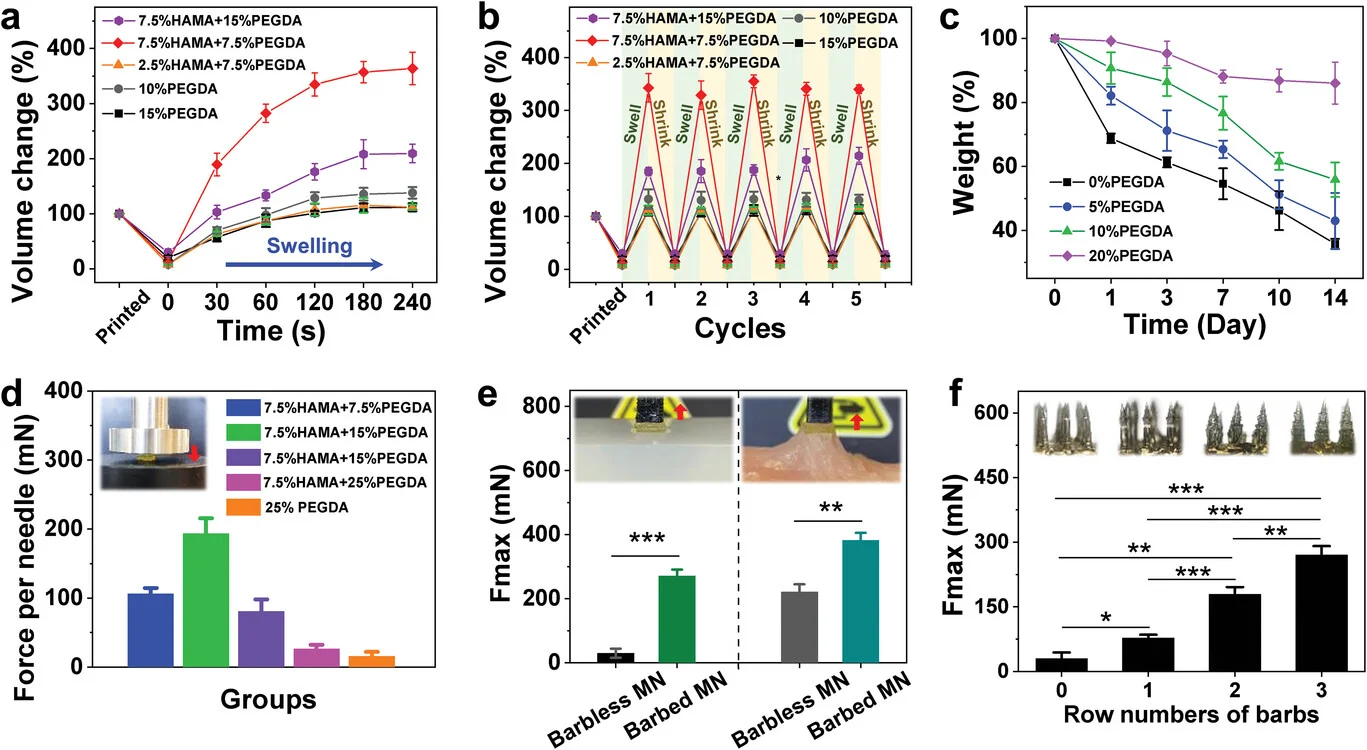 a
Volume change (%)
400
300
200
100
0
7.5%HAMA+15%PEGDA
7.5%HAMA+7.5%PEGDA
2.5%HAMA+7.5%PEGDA
10%PEGDA
15%PEGDA
Swelling
Printed
0
30
60
120
180
240
Time (s)
b
Volume change (%)
400
300
200
100
0
7.5%HAMA+15%PEGDA
7.5%HAMA+7.5%PEGDA
2.5%HAMA+7.5%PEGDA
10%PEGDA
15%PEGDA
Swell
Shrink
Swell
Shrink
Swell
Shrink
*
Swell
Shrink
Swell
Shrink
Printed
1
2
3
4
5
Cycles
c
Weight (%)
100
80
60
40
0%PEGDA
5%PEGDA
10%PEGDA
20%PEGDA
0
1
3
7
10
14
Time (Day)
d
Force per needle (mN)
400
300
200
100
0
7.5%HAMA+7.5%PEGDA
7.5%HAMA+15%PEGDA
7.5%HAMA+15%PEGDA
7.5%HAMA+25%PEGDA
25% PEGDA
Groups
e
Fmax (mN)
800
600
400
200
0
***
**
Barbless MN
Barbed MN
Barbless MN
Barbed MN
f
Fmax (mN)
600
450
300
150
0
***
***
**
**
***
*
0
1
2
3
Row numbers of barbs